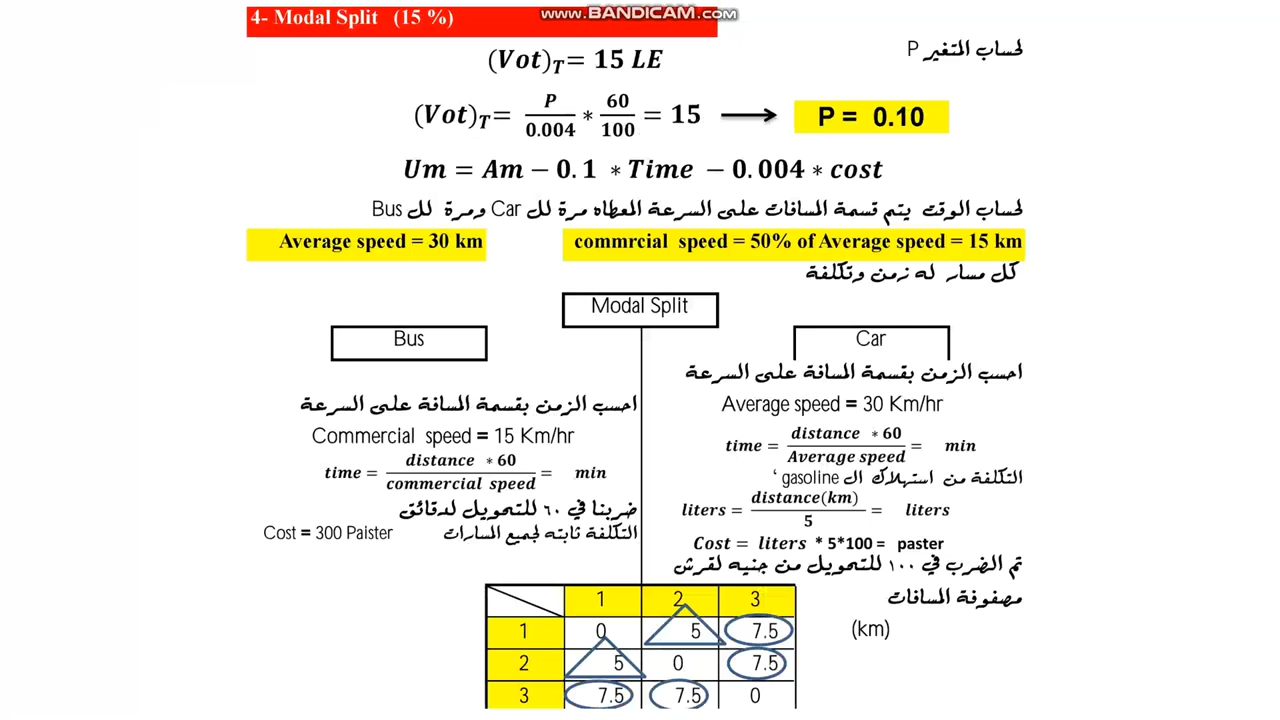 www.BANDICAM.com
4- Modal Split (15 %)
لحساب المتغير P
(Vot)T= 15 LE
(Vot)T= P/0.004 * 60/100 = 15 → P = 0.10
Um = Am − 0.1 * Time − 0.004 * cost
لحساب الوقت يتم قسمة المسافات على السرعة المعطاه مرة لل Car ومرة لل Bus
Average speed = 30 km commrcial speed = 50% of Average speed = 15 km
كل مسار له زمن وتكلفة
Modal Split
Bus
Car
احسب الزمن بقسمة المسافة على السرعة
Commercial speed = 15 Km/hr
time = distance * 60 / commercial speed = min
ضربنا في ٦٠ للتحويل لدقائق
التكلفة ثابته لجميع المسارات Cost = 300 Paister
احسب الزمن بقسمة المسافة على السرعة
Average speed = 30 Km/hr
time = distance * 60 / Average speed = min
التكلفة من استهلاك ال gasoline ‘
liters = distance(km) / 5 = liters
Cost = liters * 5*100 = paster
تم الضرب في ١٠٠ للتحويل من جنيه لقرش
مصفوفة المسافات
(km)
1 2 3
1 0 5 7.5
2 5 0 7.5
3 7.5 7.5 0